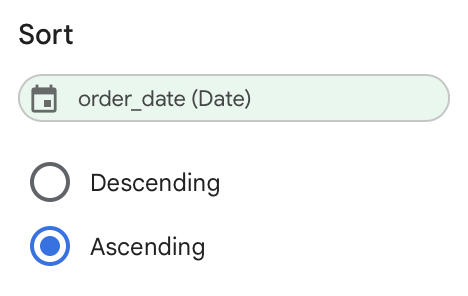 Sort
order_date (Date)
Descending
Ascending